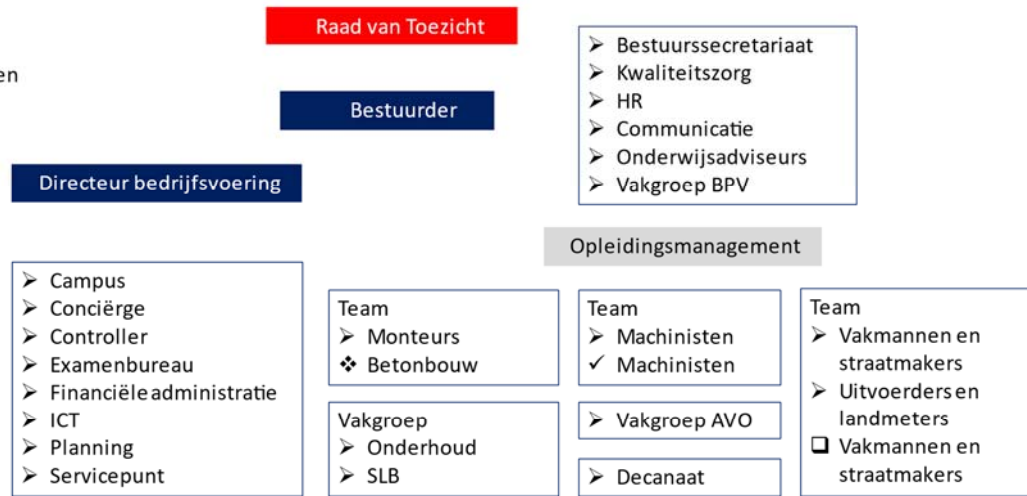 Raad van Toezicht
en
Bestuurder
Directeur bedrijfsvoering
Bestuurssecretariaat
Kwaliteitszorg
HR
Communicatie
Onderwijsadviseurs
Vakgroep BPV
Opleidingsmanagement
Campus
Conciërge
Controller
Examenbureau
Financiële administratie
ICT
Planning
Servicepunt
Team
Monteurs
Betonbouw
Vakgroep
Onderhoud
SLB
Team
Machinisten
Machinisten
Vakgroep AVO
Decanaat
Team
Vakmannen en
straatmakers
Uitvoerders en
landmeters
Vakmannen en
straatmakers